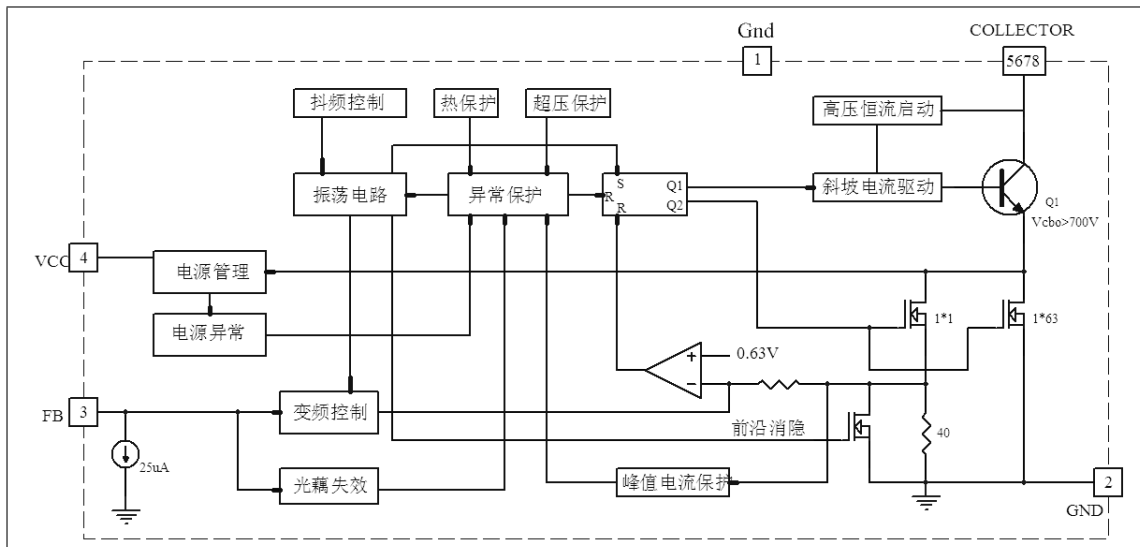 Gnd
COLLECTOR
1
5678
抖频控制
热保护
超压保护
高压恒流启动
振荡电路
异常保护
S
R
R
Q1
Q2
斜坡电流驱动
Q1
Vcbo>700V
VCC
4
电源管理
电源异常
1*1
1*63
0.63V
+
-
FB
3
变频控制
前沿消隐
40
25uA
光藕失效
峰值电流保护
2
GND